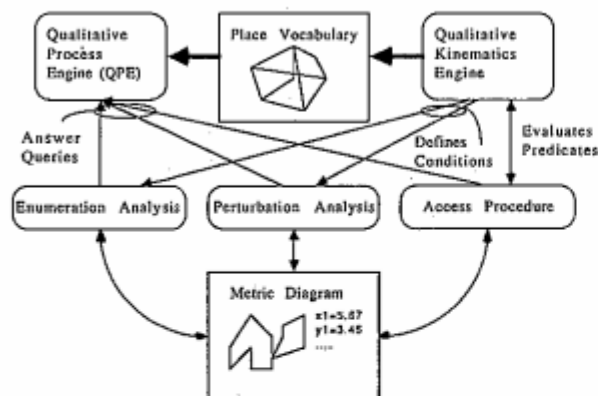 Qualitative
Process
Engine (QPE)
Place Vocabulary
Qualitative
Kinematics
Engine
Answer
Queries
Defines
Conditions
Evaluates
Predicates
Enumeration Analysis
Perturbation Analysis
Access Procedure
Metric Diagram
x1=5.67
y1=3.45
....